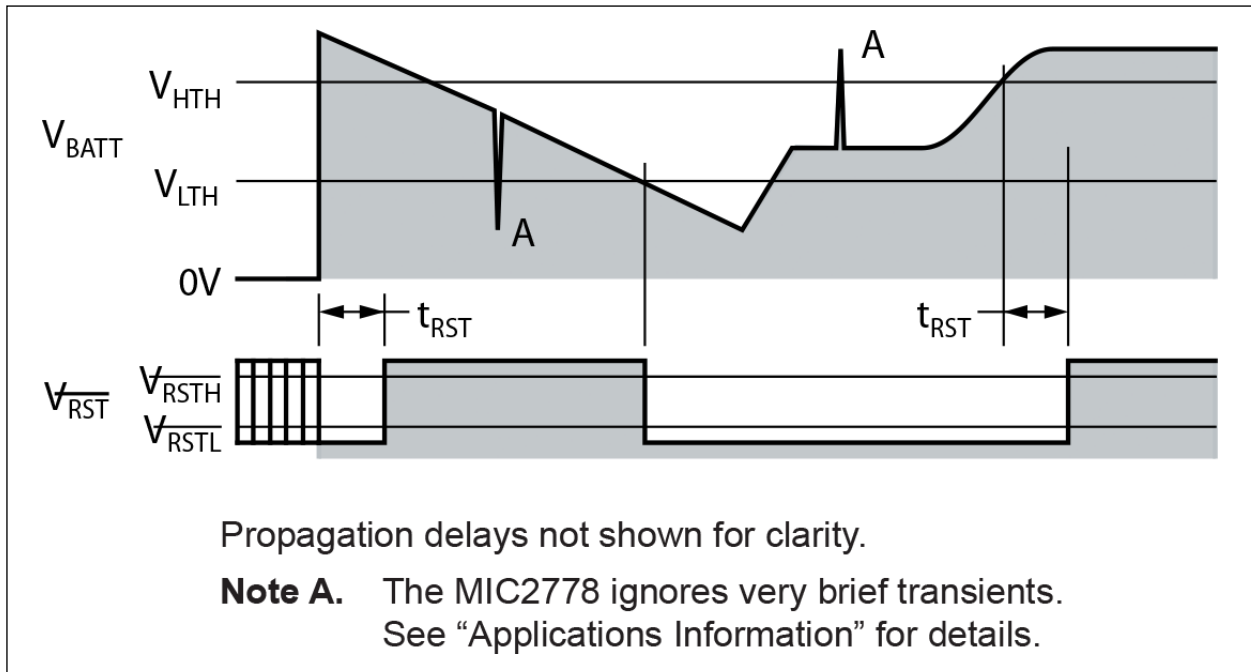 V_HTH
V_BATT
V_LTH
0V
A
A
t_RST
t_RST
V_RST
V_RSTH
V_RSTL
Propagation delays not shown for clarity.
Note A. The MIC2778 ignores very brief transients.
See “Applications Information” for details.